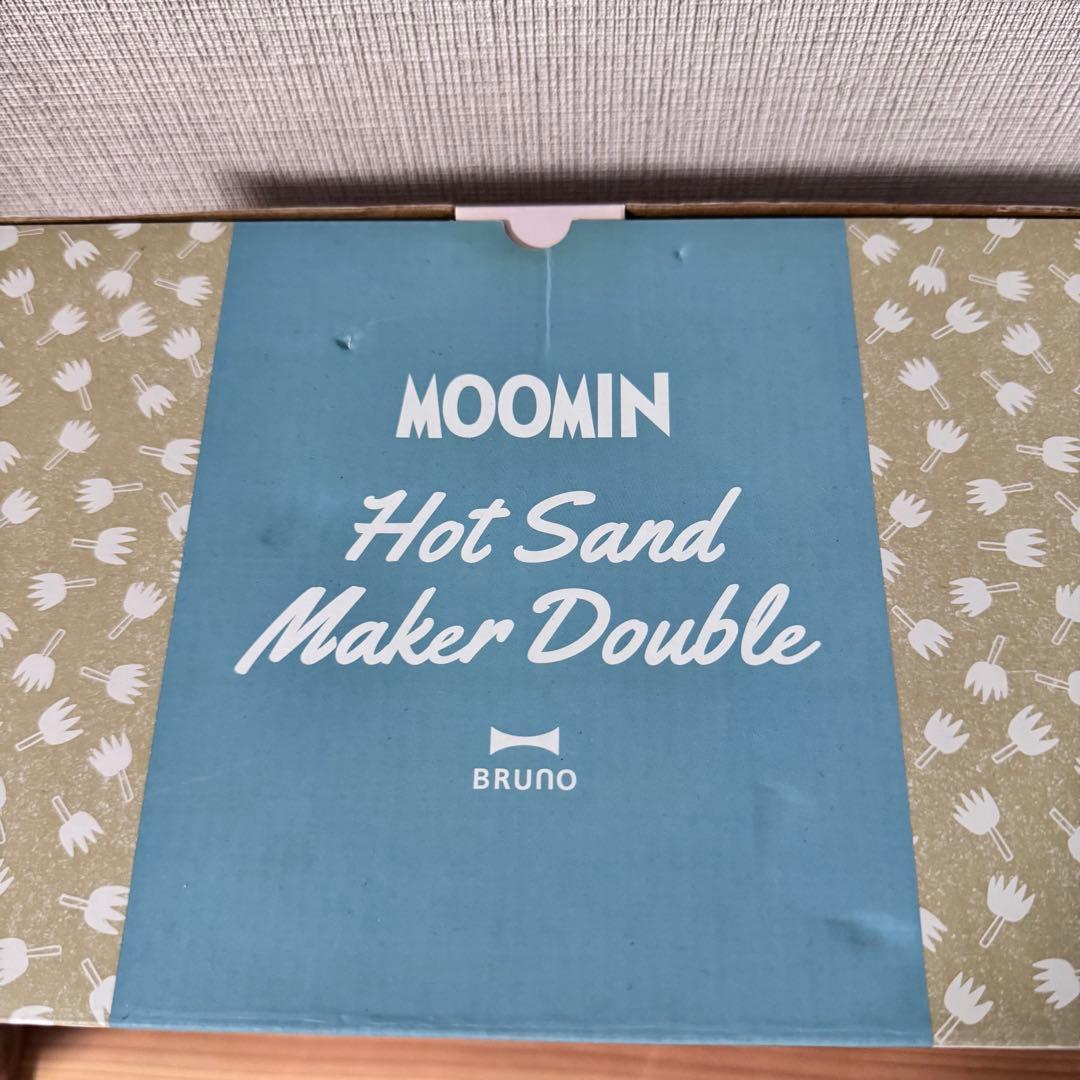 MOOMIN
Hot Sand
Maker Double
BRUNO